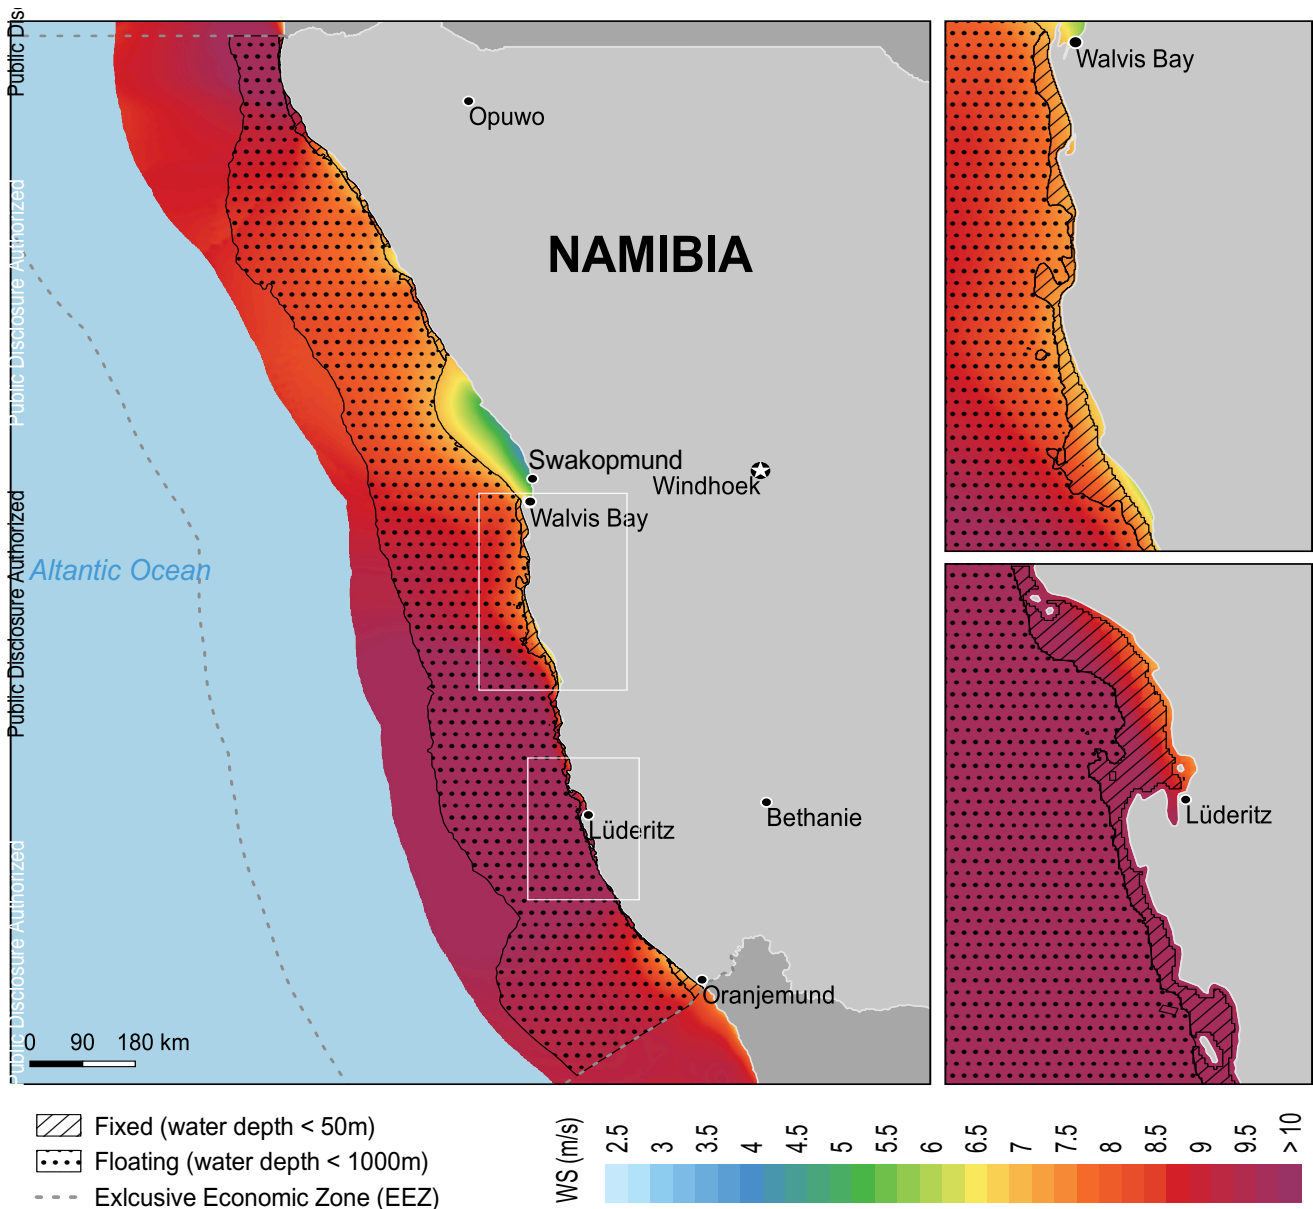 Public Dis
Public Disclosure Authorized
Public Disclosure Authorized
Public Disclosure Authorized
Opuwo
NAMIBIA
Swakopmund
Windhoek
Walvis Bay
Altantic Ocean
Lüderitz
Bethanie
Oranjemund
0 90 180 km
Walvis Bay
Lüderitz
Fixed (water depth < 50m)
Floating (water depth < 1000m)
Exlcusive Economic Zone (EEZ)
WS (m/s)
2.5 3 3.5 4 4.5 5 5.5 6 6.5 7 7.5 8 8.5 9 9.5 >10